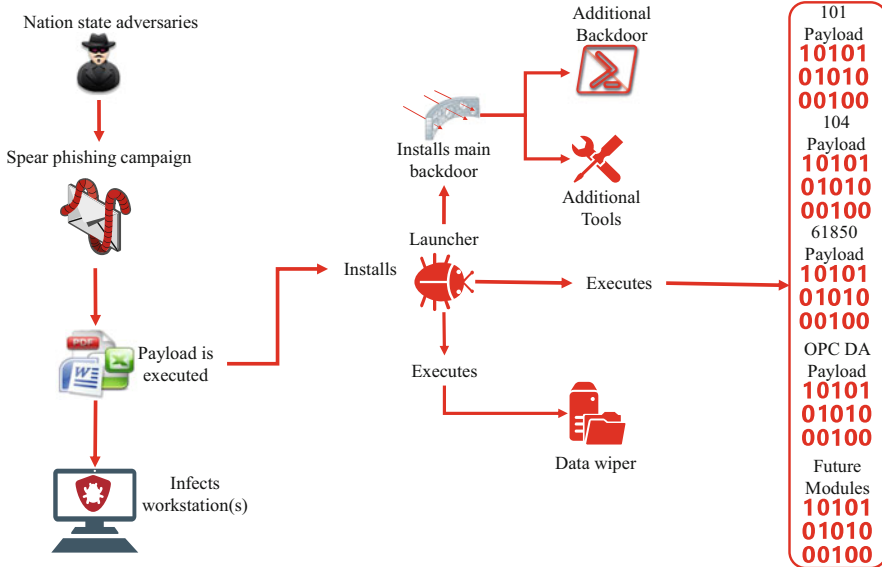 Nation state adversaries
Spear phishing campaign
PDF
W
X
Payload is
executed
Infects
workstation(s)
Installs
Launcher
Installs main
backdoor
Additional
Backdoor
Additional
Tools
Executes
Data wiper
Executes
101
Payload
10101
01010
00100
104
Payload
10101
01010
00100
61850
Payload
10101
01010
00100
OPC DA
Payload
10101
01010
00100
Future
Modules
10101
01010
00100